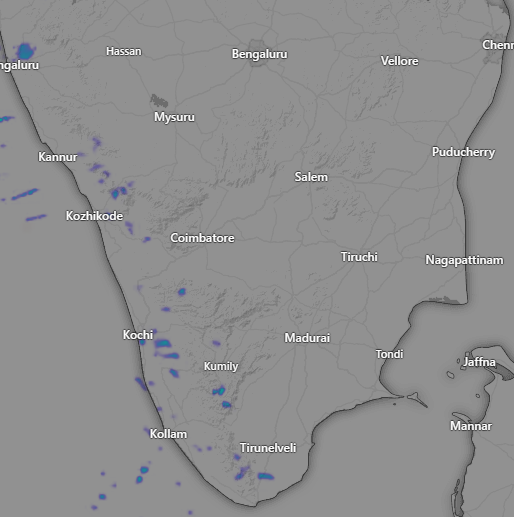 Hassan
Bengaluru
Chenn
Vellore
ngaluru
Mysuru
Kannur
Puducherry
Salem
Kozhikode
Coimbatore
Tiruchi
Nagapattinam
Kochi
Madurai
Tondi
Kumily
Jaffna
Mannar
Kollam
Tirunelveli